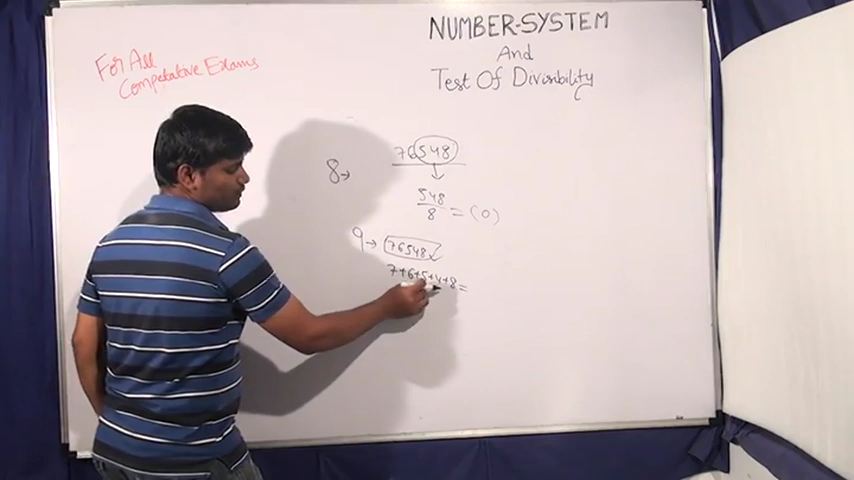 NUMBER-SYSTEM
And
Test Of Divisibility
For All
Competative Exams
8→ 76548
548
8 = (0)
9→ 76548
7+6+5+4+8=